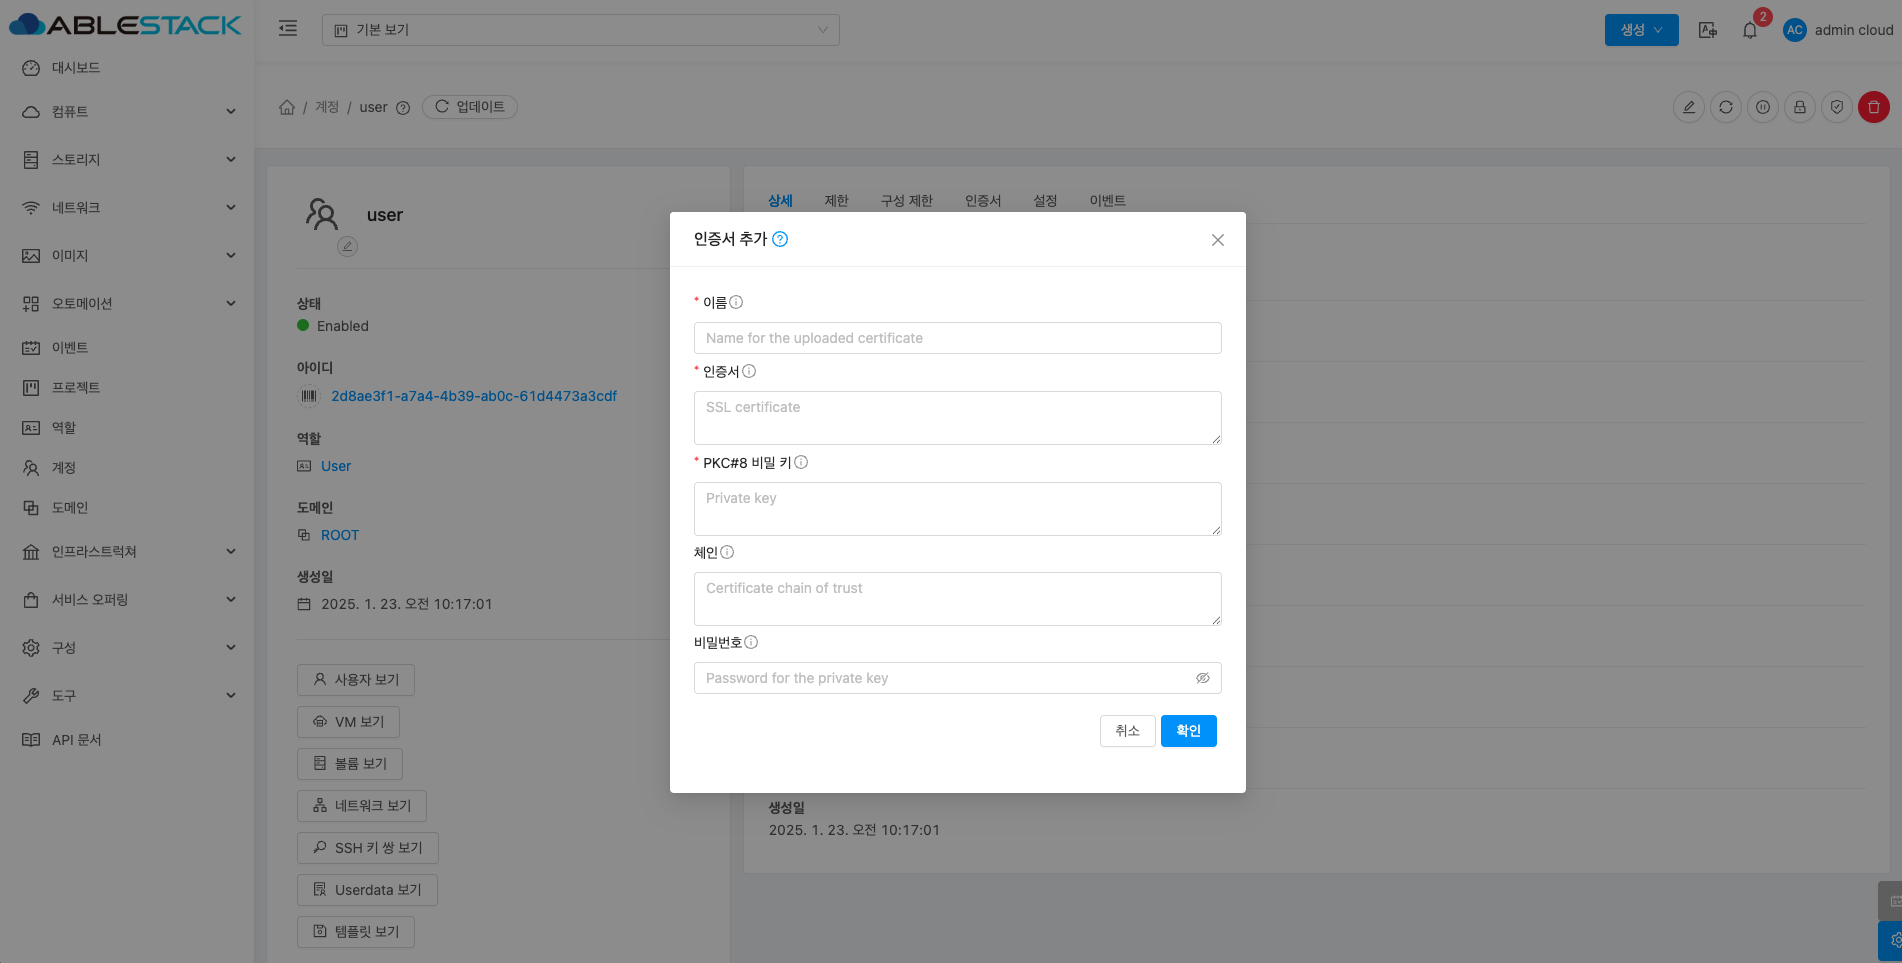 ABLESTACK
기본 보기
생성
2
AC
admin cloud
대시보드
컴퓨트
스토리지
네트워크
이미지
오토메이션
이벤트
프로젝트
역할
계정
도메인
인프라스트럭쳐
서비스 오퍼링
구성
도구
API 문서
/ 계정 / user
업데이트
user
상태
Enabled
아이디
2d8ae3f1-a7a4-4b39-ab0c-61d4473a3cdf
역할
User
도메인
ROOT
생성일
2025. 1. 23. 오전 10:17:01
사용자 보기
VM 보기
볼륨 보기
네트워크 보기
SSH 키 쌍 보기
Userdata 보기
템플릿 보기
상세 제한 구성 제한 인증서 설정 이벤트
인증서 추가
* 이름
Name for the uploaded certificate
* 인증서
SSL certificate
* PKC#8 비밀 키
Private key
체인
Certificate chain of trust
비밀번호
Password for the private key
취소 확인
생성일
2025. 1. 23. 오전 10:17:01